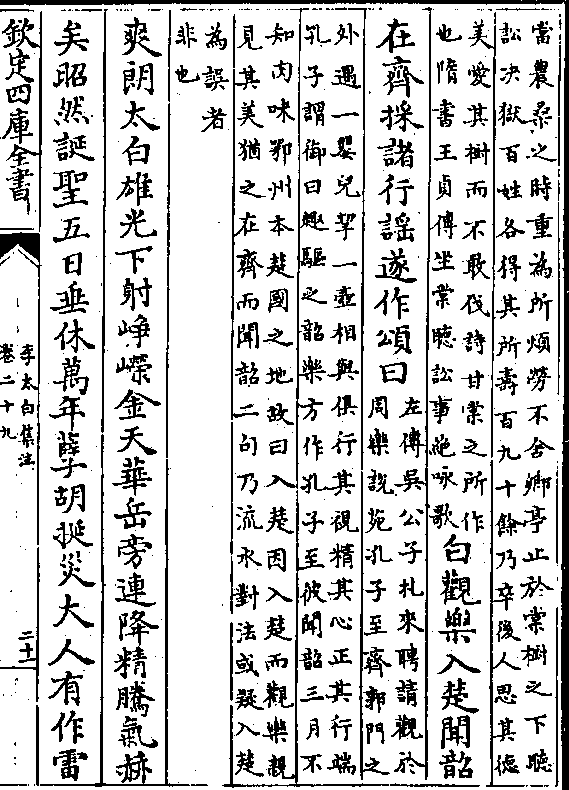 當農桑之時重為所煩勞不舍鄉亭止於棠樹之下聽
訟決獄百姓各得其所壽百九十餘乃卒後人思其德
美愛其樹而不敢伐詩甘棠之所作
也隋書王貞傳坐棠聽訟事絶咏歌
白觀樂入楚聞韶
在齊採諸行謡遂作頌曰
左傳吳公子札來聘請觀於
周樂說苑孔子至齊郭門之
外遇一嬰兒挈一壺相與俱行其視精其心正其行端
孔子謂御曰趣驅之韶樂方作孔子至彼聞韶三月不
知肉味鄂州本楚國之地故曰入楚因入楚而觀樂親
見其美猶之在齊而聞韶二句乃流水對法或疑入楚
為誤者
非也
爽朗太白雄光下射崢嶸金天華岳旁連降精騰氣赫
矣昭然誕聖五日垂休萬年孽胡挻災大人有作雷
欽定四庫全書
李太白集注
卷二十九
二十一